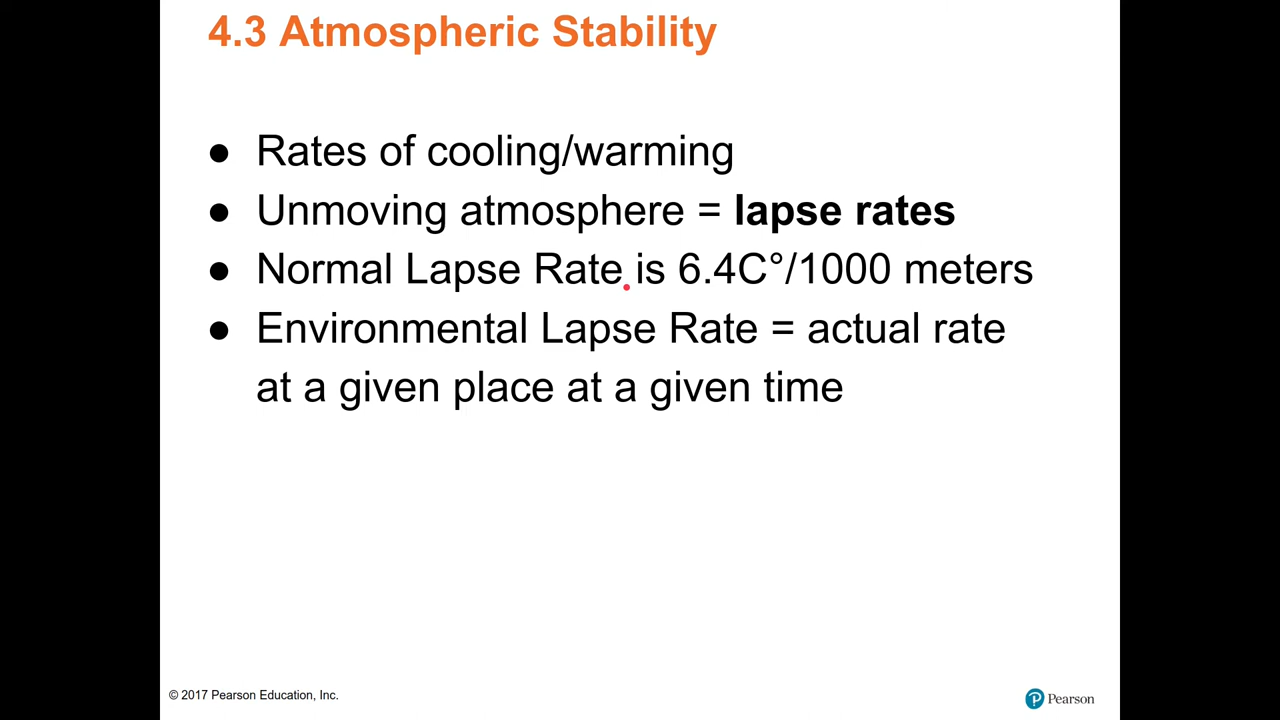 4.3 Atmospheric Stability
● Rates of cooling/warming
● Unmoving atmosphere = lapse rates
● Normal Lapse Rate is 6.4C°/1000 meters
● Environmental Lapse Rate = actual rate
at a given place at a given time
© 2017 Pearson Education, Inc.
P Pearson